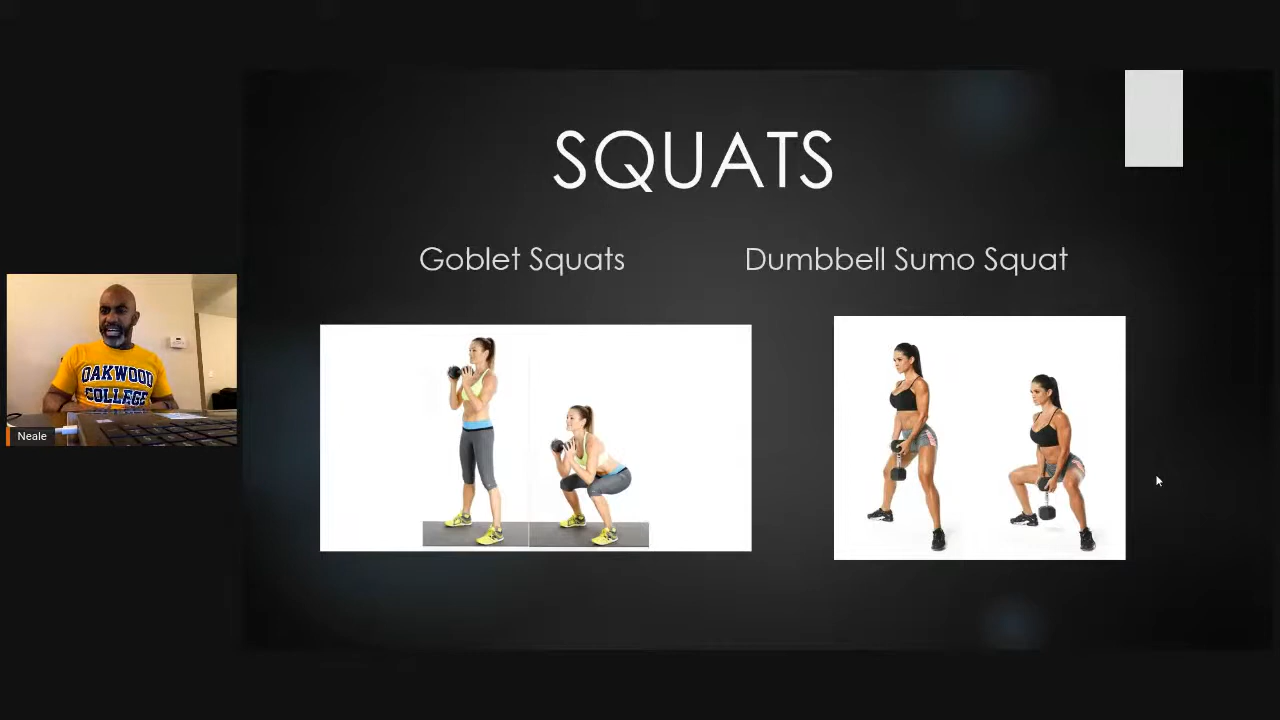 SQUATS
Goblet Squats
Dumbbell Sumo Squat
OAKWOOD
COLLEGE
Neale